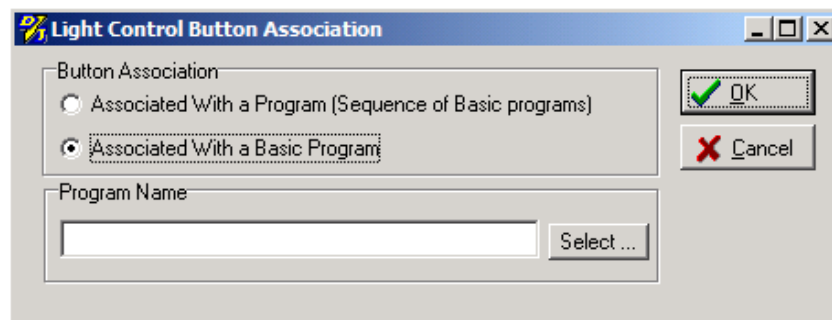 Light Control Button Association
Button Association
Associated With a Program (Sequence of Basic programs)
Associated With a Basic Program
OK
Cancel
Program Name
Select ...